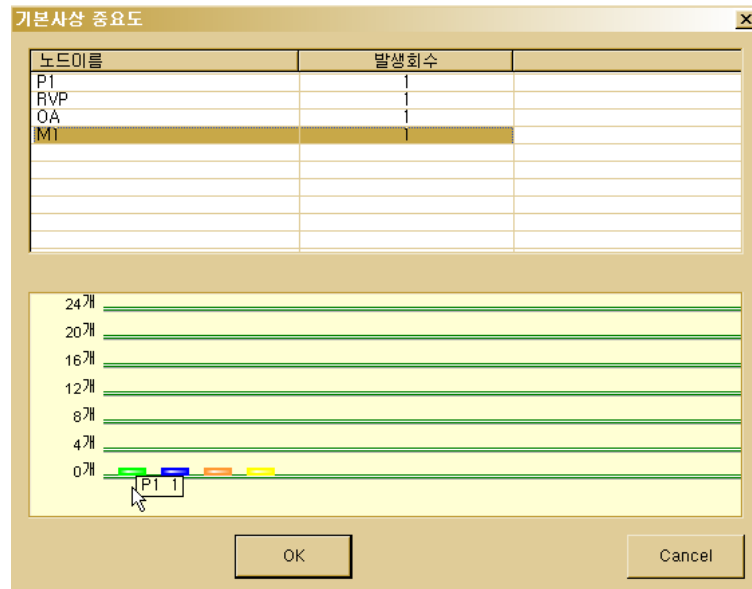 기본사상 중요도
노드이름 발생회수
P1 1
RVP 1
OA 1
M1 1
24개
20개
16개
12개
8개
4개
0개
P1 1
OK Cancel